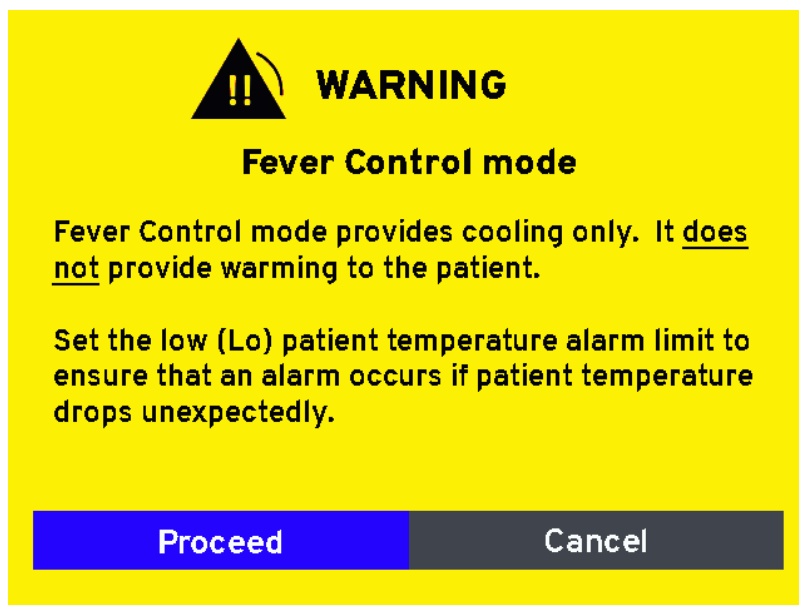 !!
WARNING
Fever Control mode
Fever Control mode provides cooling only. It does
not provide warming to the patient.
Set the low (Lo) patient temperature alarm limit to
ensure that an alarm occurs if patient temperature
drops unexpectedly.
Proceed
Cancel